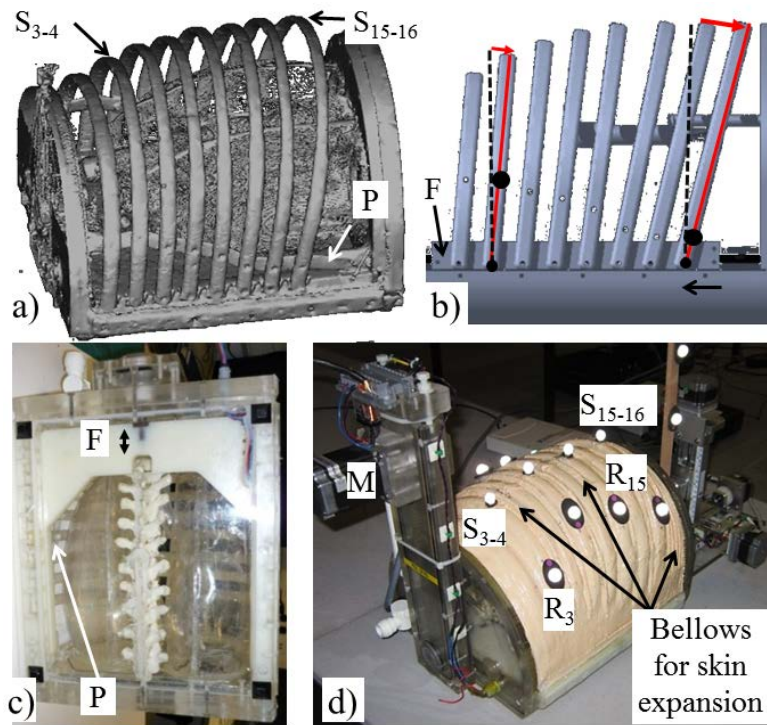 S3-4
S15-16
P
a)
F
b)
F
P
c)
M
S15-16
R15
S3-4
R3
Bellows
for skin
expansion
d)